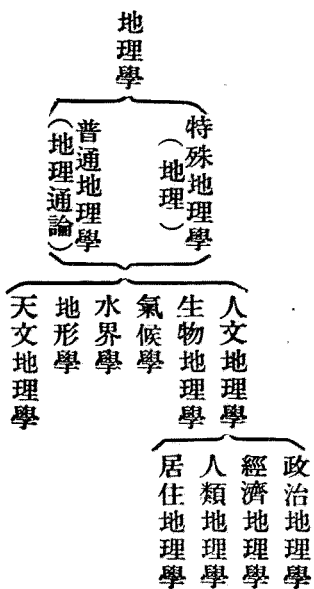 地理學
特殊地理學
(地理)
普通地理學
(地理通論)
人文地理學
生物地理學
氣候學
水界學
地形學
天文地理學
政治地理學
經濟地理學
人類地理學
居住地理學